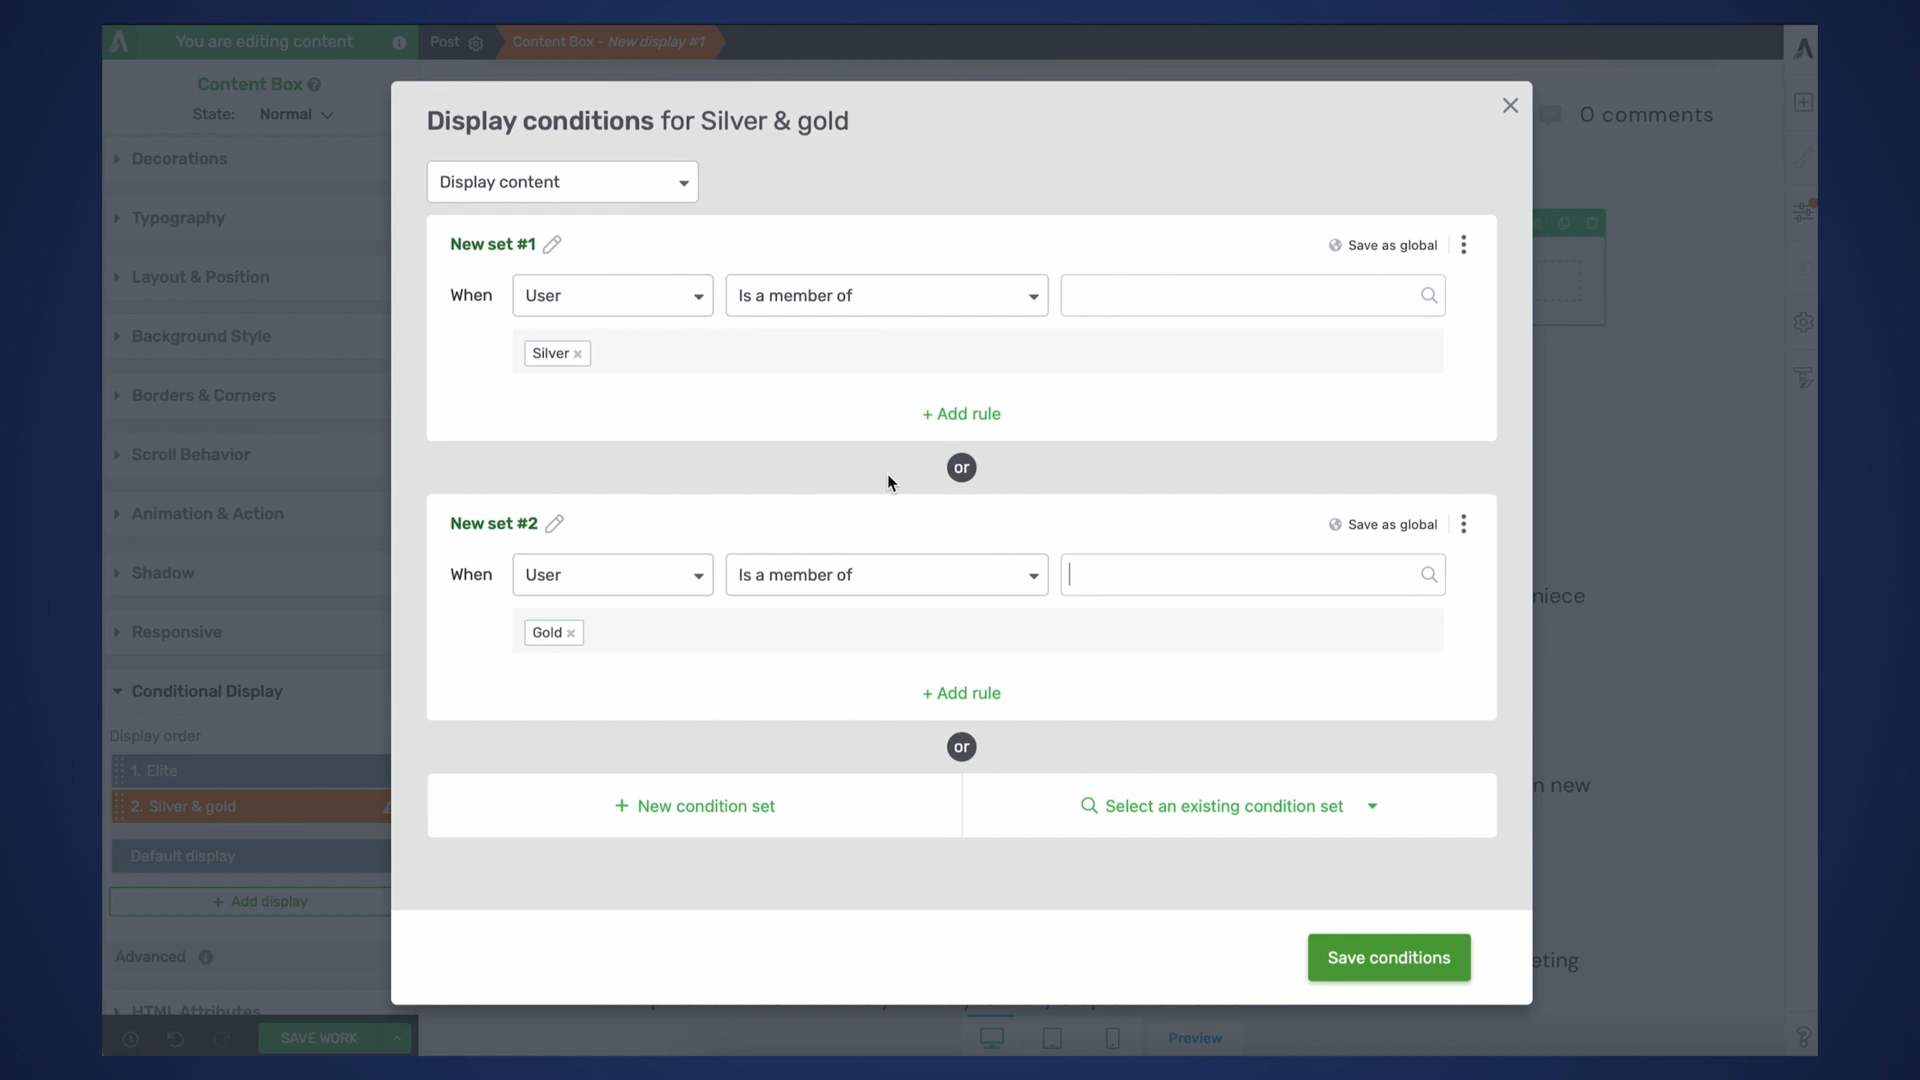 You are editing content
Post
Content Box - New display #1
Content Box
State: Normal
0 comments
Display conditions for Silver & gold
Display content
Decorations
Typography
Layout & Position
Background Style
Borders & Corners
Scroll Behavior
Animation & Action
Shadow
Responsive
Conditional Display
Display order
1. Elite
2. Silver & gold
Default display
+ Add display
Advanced
HTML Attributes
SAVE WORK
New set #1
Save as global
When
User
Is a member of
Silver
+ Add rule
or
New set #2
Save as global
When
User
Is a member of
Gold
+ Add rule
or
+ New condition set
Select an existing condition set
Save conditions
niece
n new
eting
Preview